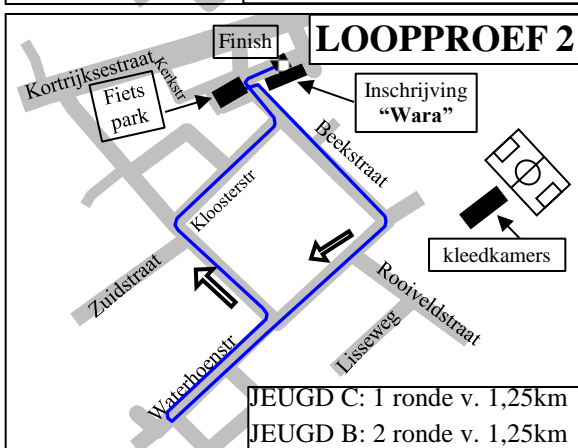 LOOPPROEF 2
Finish
Kortrijksestraat
Kerkstr
Fiets
park
Inschrijving
“Wara”
Beekstraat
Kloosterstr
kleedkamers
Zuidstraat
Rooiveldstraat
Lisseweg
Waterhoenstr
JEUGD C: 1 ronde v. 1,25km
JEUGD B: 2 ronde v. 1,25km